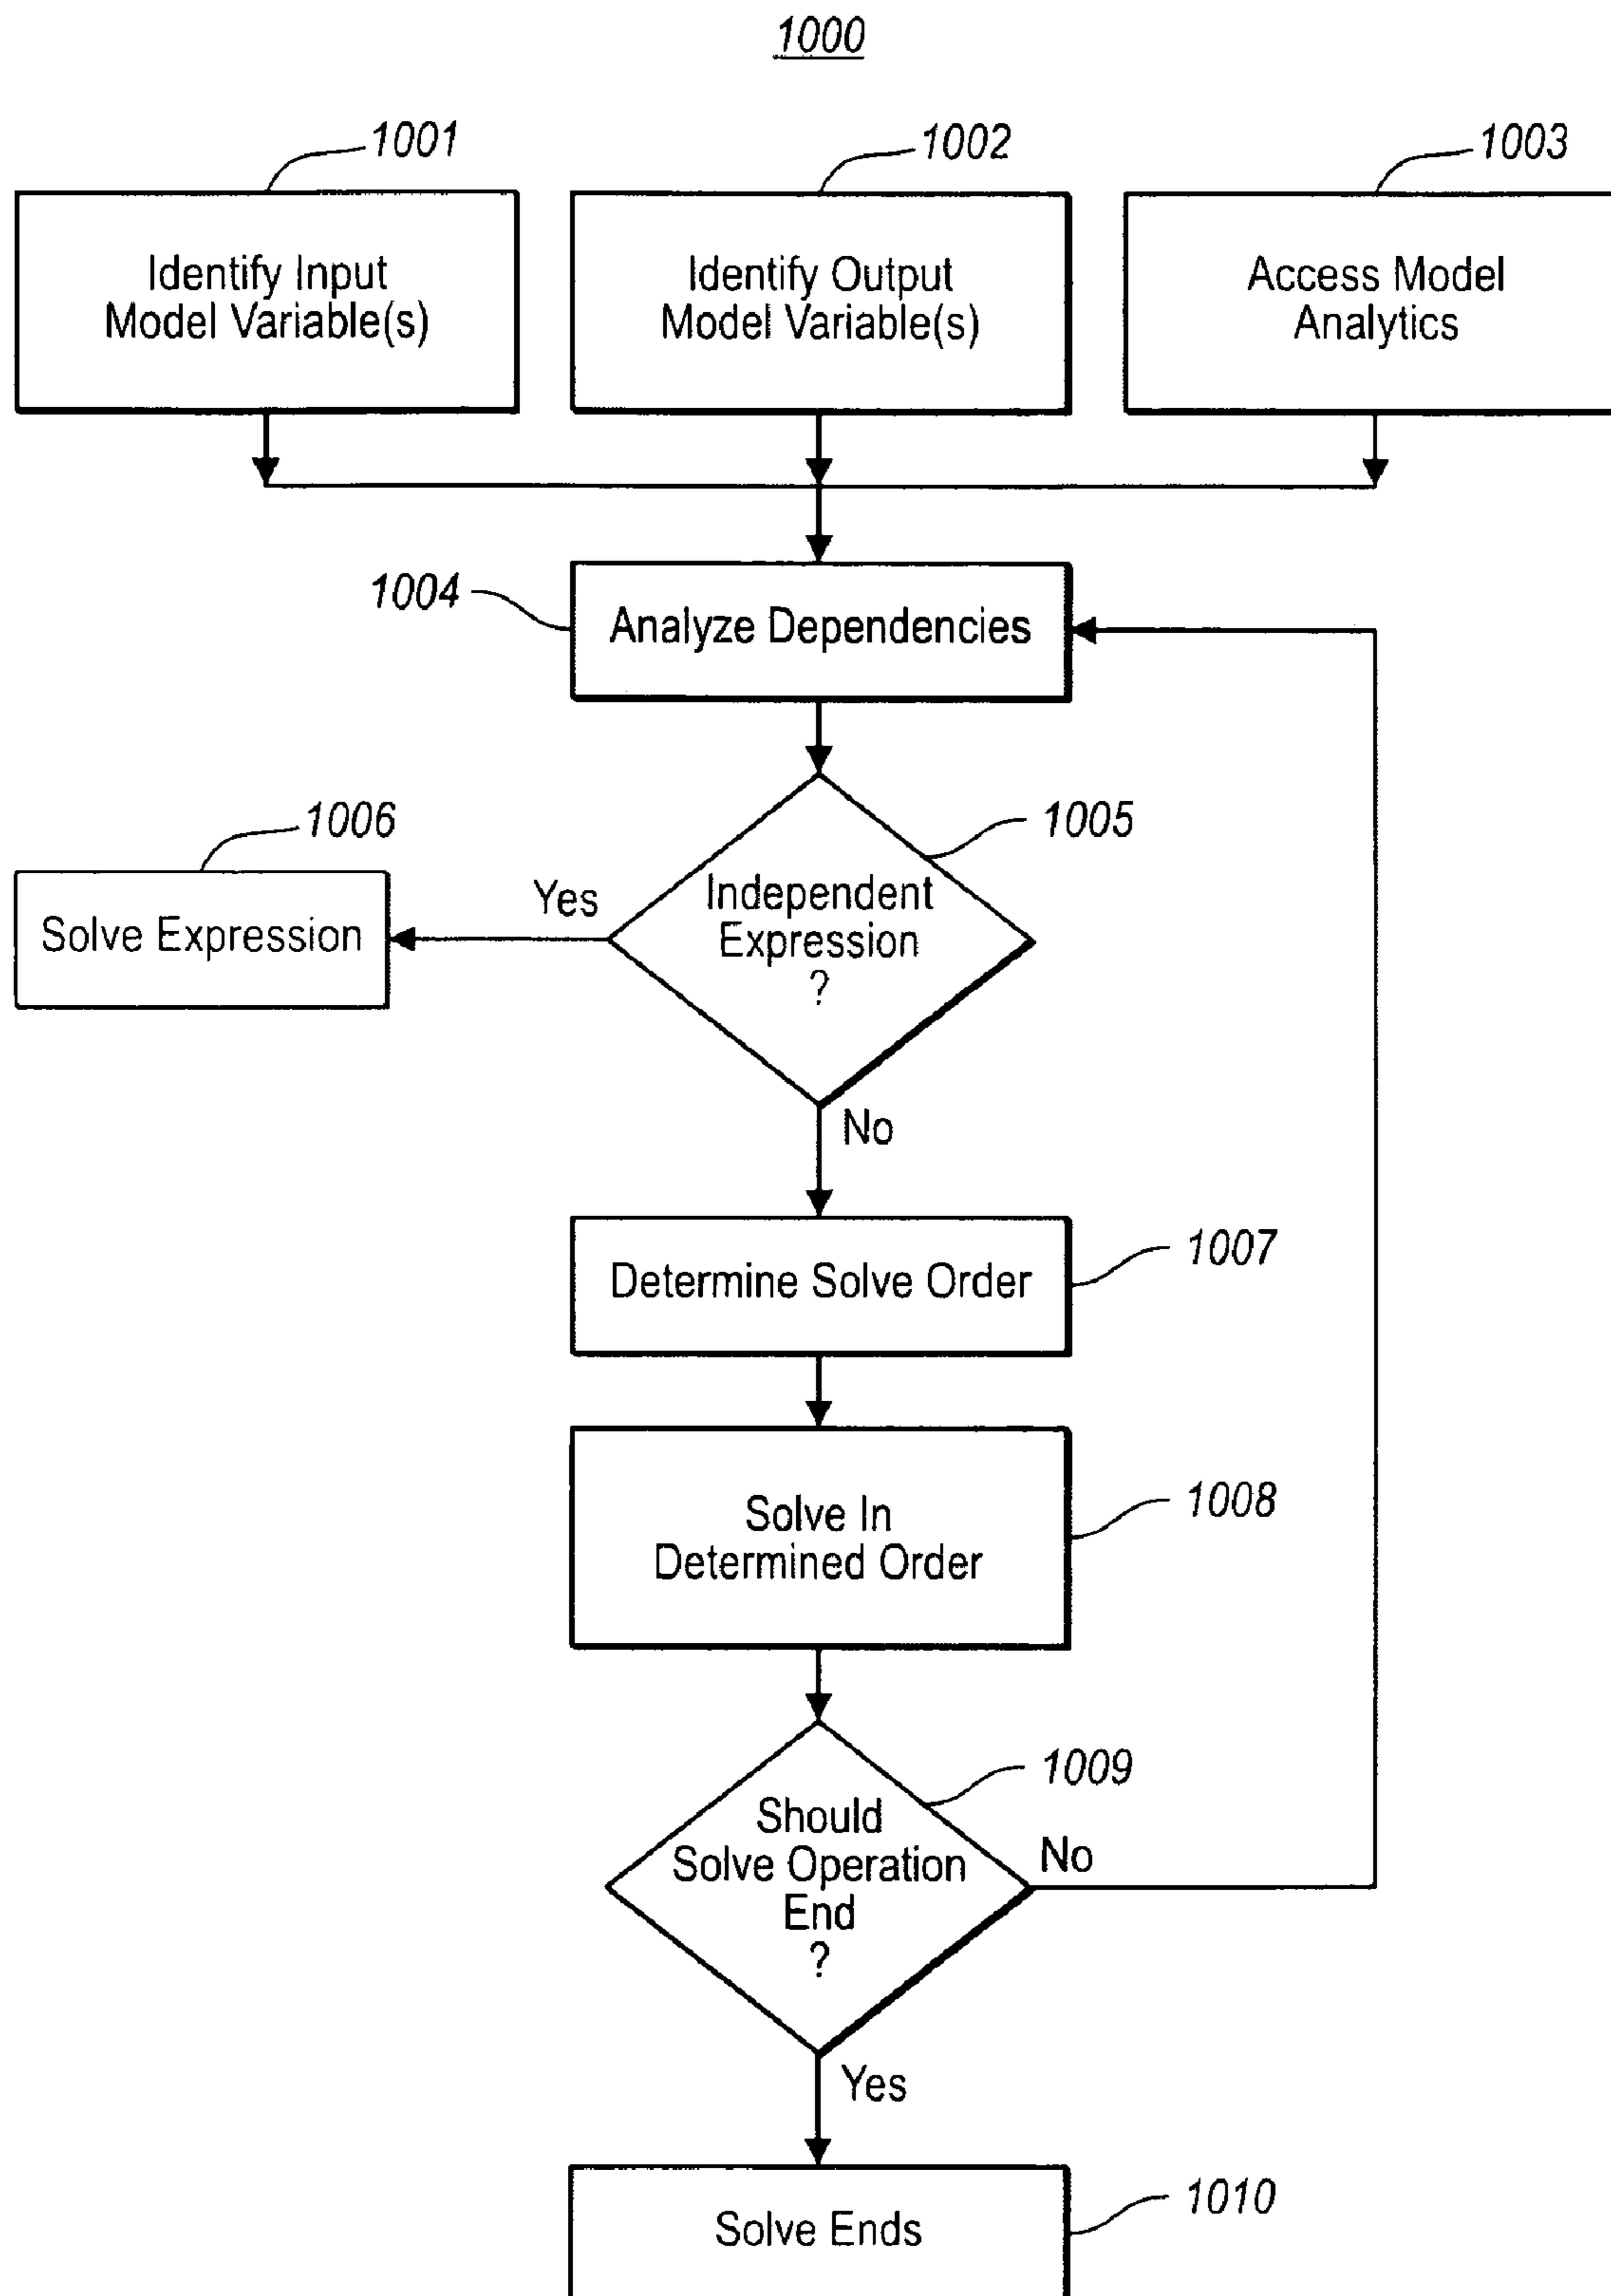 1000
1001
1002
1003
Identify Input
Model Variable(s)
Identify Output
Model Variable(s)
Access Model
Analytics
1004
Analyze Dependencies
1005
1006
Independent
Expression
?
Yes
Solve Expression
No
1007
Determine Solve Order
1008
Solve In
Determined Order
1009
Should
Solve Operation
End
?
No
Yes
1010
Solve Ends